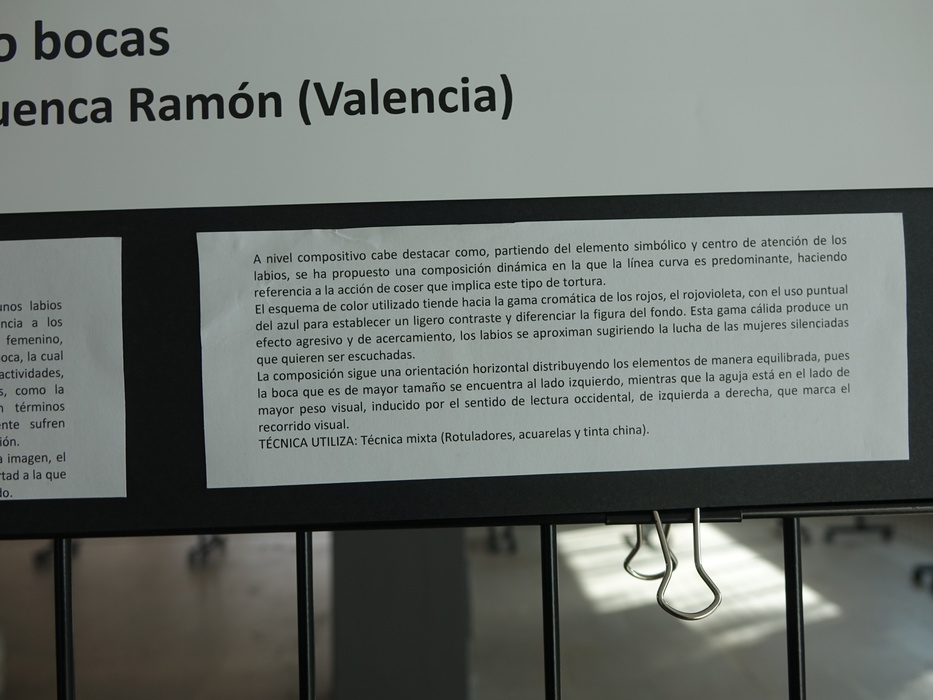 bocas
Ramón (Valencia)
unos labios
a los
femenino,
la cual
actividades,
como la
términos
sufren
imagen, el
a la que
A nivel compositivo cabe destacar como, partiendo del elemento simbólico y centro de atención de los
labios, se ha propuesto una composición dinámica en la que la línea curva es predominante, haciendo
referencia a la acción de coser que implica este tipo de tortura.
El esquema de color utilizado tiende hacia la gama cromática de los rojos, el rojovioleta, con el uso puntual
del azul para establecer un ligero contraste y diferenciar la figura del fondo. Esta gama cálida produce un
efecto agresivo y de acercamiento, los labios se aproximan sugiriendo la lucha de las mujeres silenciadas
que quieren ser escuchadas.
La composición sigue una orientación horizontal distribuyendo los elementos de manera equilibrada, pues
la boca que es de mayor tamaño se encuentra al lado izquierdo, mientras que la aguja está en el lado de
mayor peso visual, inducido por el sentido de lectura occidental, de izquierda a derecha, que marca el
recorrido visual.
TÉCNICA UTILIZA: Técnica mixta (Rotuladores, acuarelas y tinta china).